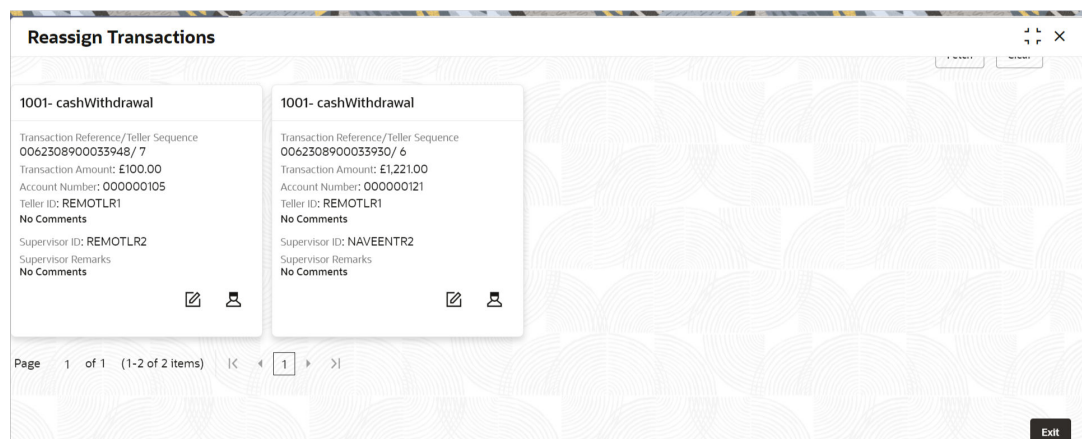 Reassign Transactions
Fetch Clear
1001- cashWithdrawal
Transaction Reference/Teller Sequence
0062308900033948/ 7
Transaction Amount: £100.00
Account Number: 000000105
Teller ID: REMOTLR1
No Comments
Supervisor ID: REMOTLR2
Supervisor Remarks
No Comments
1001- cashWithdrawal
Transaction Reference/Teller Sequence
0062308900033930/ 6
Transaction Amount: £1,221.00
Account Number: 000000121
Teller ID: REMOTLR1
No Comments
Supervisor ID: NAVEENTR2
Supervisor Remarks
No Comments
Page 1 of 1 (1-2 of 2 items) 1
Exit